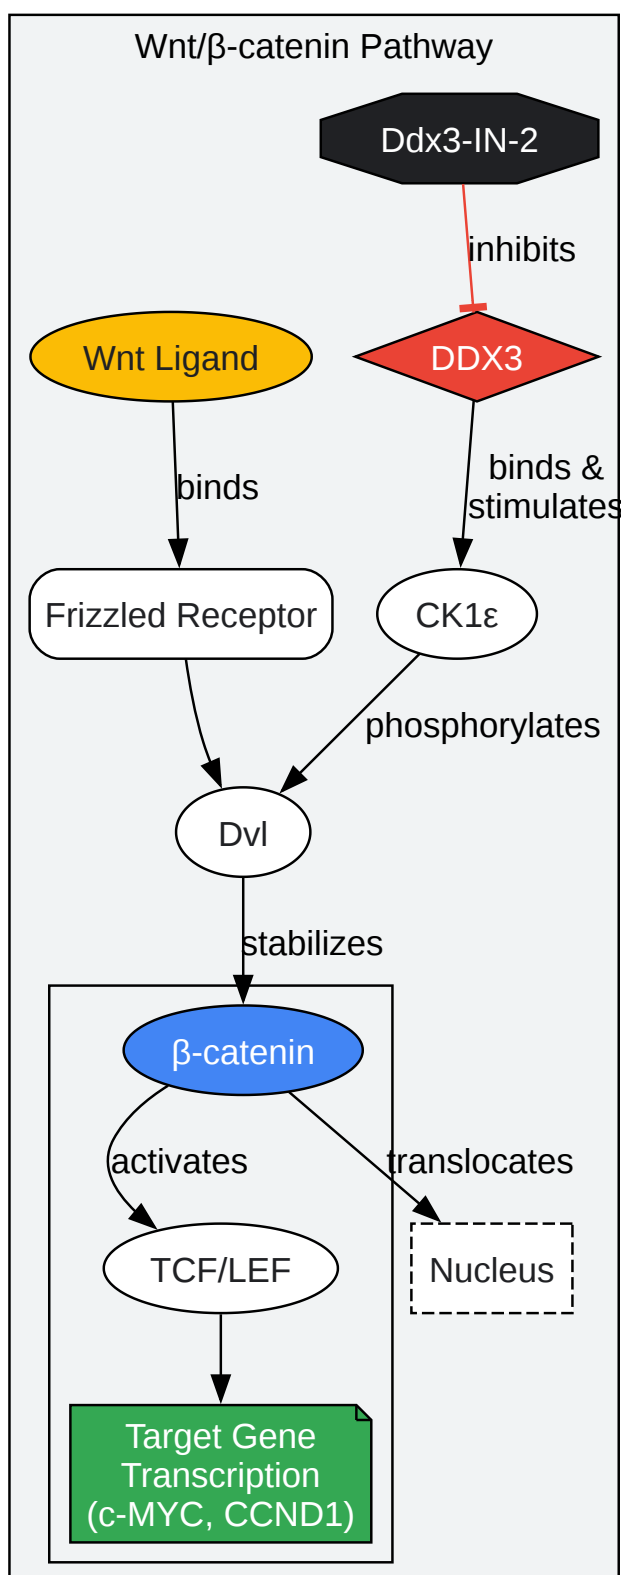 Wnt/β-catenin Pathway
Ddx3-IN-2
inhibits
Wnt Ligand
DDX3
binds
binds &
stimulates
Frizzled Receptor
CK1ε
phosphorylates
Dvl
stabilizes
β-catenin
activates
translocates
TCF/LEF
Nucleus
Target Gene
Transcription
(c-MYC, CCND1)